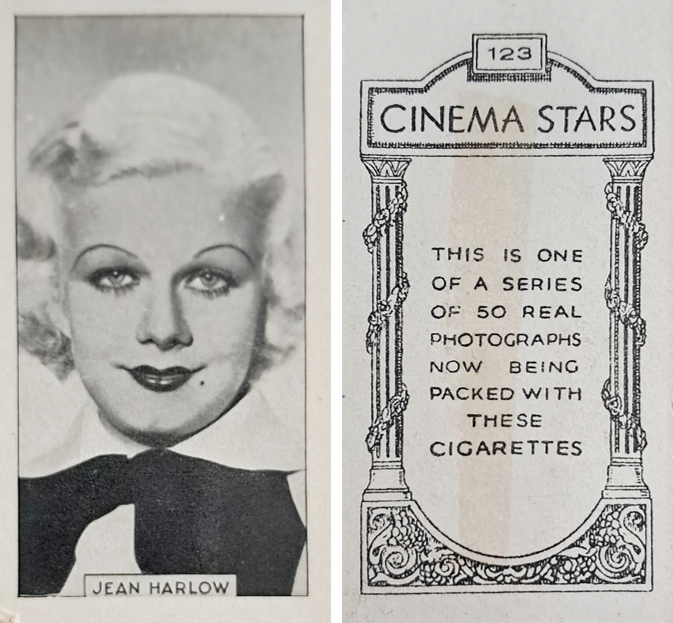 JEAN HARLOW
123
CINEMA STARS
THIS IS ONE
OF A SERIES
OF 50 REAL
PHOTOGRAPHS
NOW BEING
PACKED WITH
THESE
CIGARETTES